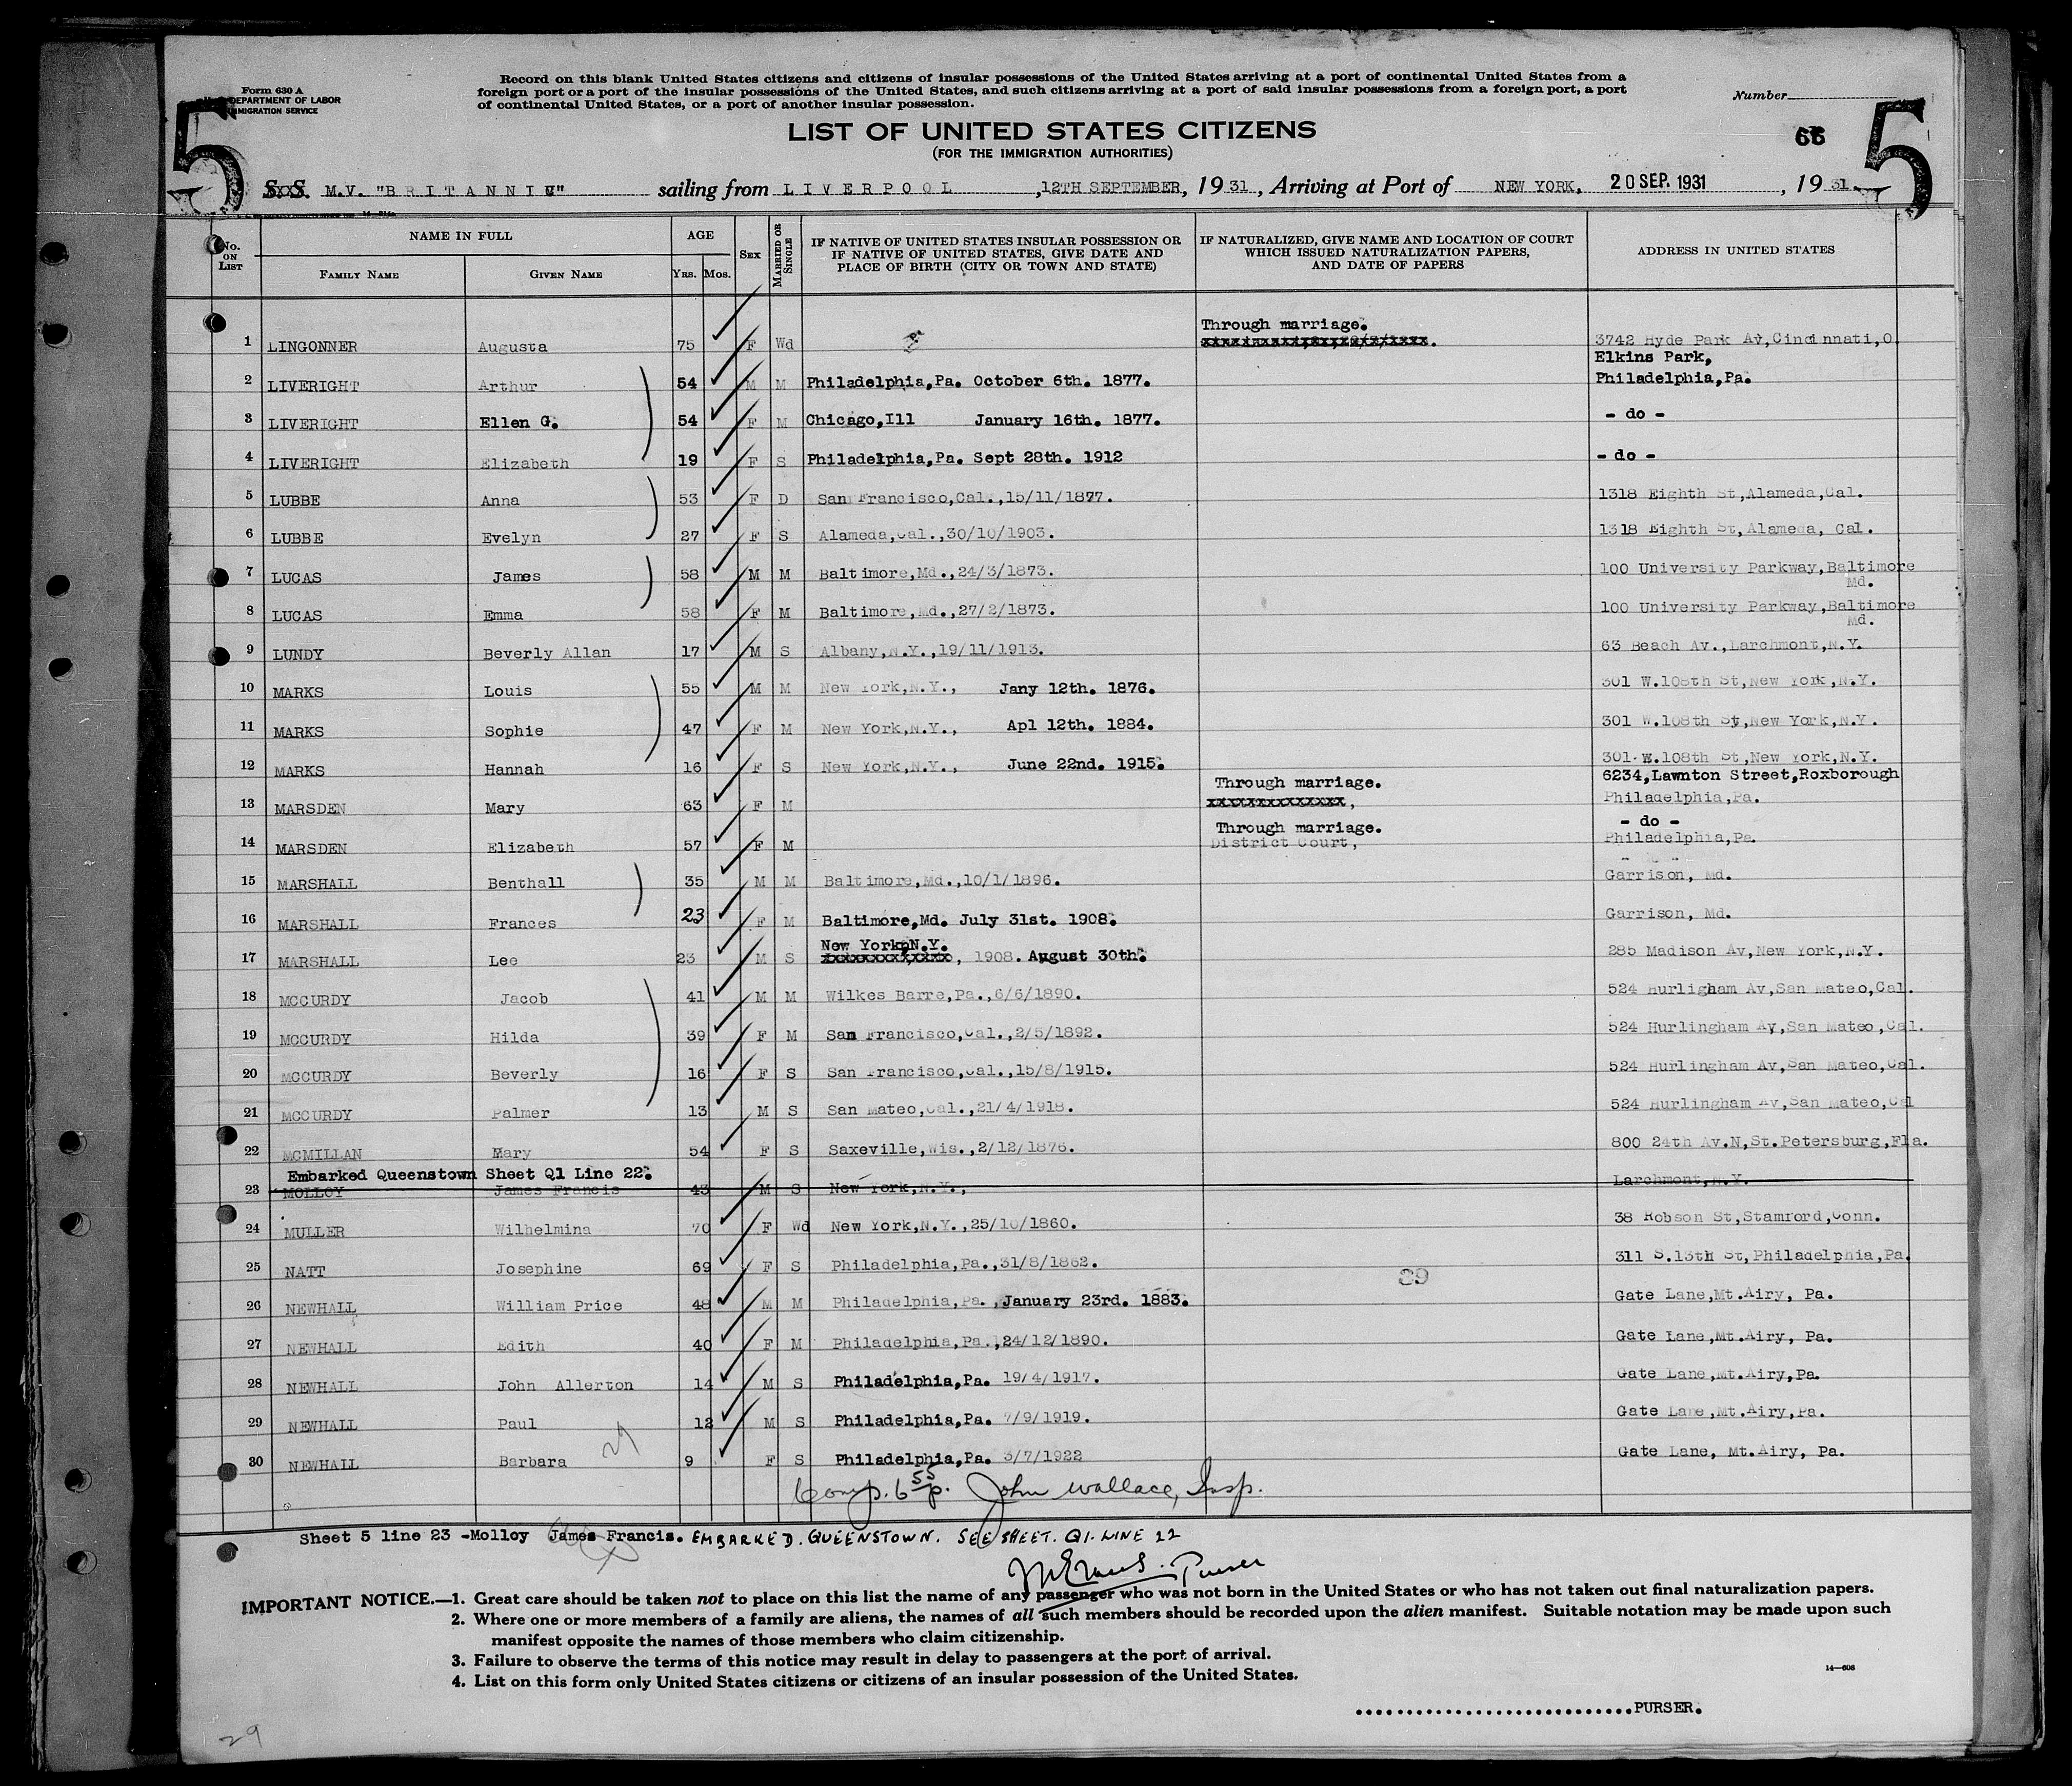 Form 630 A
DEPARTMENT OF LABOR
IMMIGRATION SERVICE
Record on this blank United States citizens and citizens of insular possessions of the United States arriving at a port of continental United States from a
foreign port or a port of the insular possessions of the United States, and such citizens arriving at a port of said insular possessions from a foreign port, a port
of continental United States, or a port of another insular possession.
Number
5 5
LIST OF UNITED STATES CITIZENS
(FOR THE IMMIGRATION AUTHORITIES)
S. S. M.V. "BRITANNIC" sailing from LIVERPOOL ,12TH SEPTEMBER, 1931, Arriving at Port of NEW YORK, 20 SEP. 1931 , 1931
No. ON LIST
NAME IN FULL
FAMILY NAME GIVEN NAME
AGE
YRS. MOS.
SEX
MARRIED OR SINGLE
IF NATIVE OF UNITED STATES INSULAR POSSESSION OR
IF NATIVE OF UNITED STATES, GIVE DATE AND
PLACE OF BIRTH (CITY OR TOWN AND STATE)
IF NATURALIZED, GIVE NAME AND LOCATION OF COURT
WHICH ISSUED NATURALIZATION PAPERS,
AND DATE OF PAPERS
ADDRESS IN UNITED STATES
Through marriage.
1 LINGONNER Augusta 75 F Wd 3742 Hyde Park Av,Cincinnati,O.
Elkins Park,
2 LIVERIGHT Arthur 54 M M Philadelphia,Pa. October 6th. 1877. Philadelphia,Pa.
3 LIVERIGHT Ellen G. 54 F M Chicago,Ill January 16th. 1877. - do -
4 LIVERIGHT Elizabeth 19 F S Philadelphia,Pa. Sept 28th. 1912 - do -
5 LUBBE Anna 53 F D San Francisco,Cal.,15/11/1877. 1318 Eighth St,Alameda,Cal.
6 LUBBE Evelyn 27 F S Alameda,Cal.,30/10/1903. 1318 Eighth St,Alameda, Cal.
7 LUCAS James 58 M M Baltimore,Md.,24/3/1873. 100 University Parkway,Baltimore
Md.
8 LUCAS Emma 58 F M Baltimore,Md.,27/2/1873. 100 University Parkway,Baltimore
Md.
9 LUNDY Beverly Allan 17 M S Albany,N.Y.,19/11/1913. 63 Beach Av.,Larchmont,N.Y.
10 MARKS Louis 55 M M New York,N.Y., Jany 12th. 1876. 301 W.108th St,New York,N.Y.
11 MARKS Sophie 47 F M New York,N.Y., Apl 12th. 1884. 301 W.108th St,New York,N.Y.
12 MARKS Hannah 16 F S New York,N.Y., June 22nd. 1915. 301 W.108th St,New York,N.Y.
Through marriage. 6234,Lawnton Street,Roxborough
13 MARSDEN Mary 63 F M Philadelphia,Pa.
Through marriage. - do -
14 MARSDEN Elizabeth 57 F M District Court, Philadelphia,Pa.
15 MARSHALL Benthall 35 M M Baltimore,Md.,10/1/1896. Garrison, Md.
16 MARSHALL Frances 23 F M Baltimore,Md. July 31st. 1908. Garrison, Md.
New York,N.Y.
17 MARSHALL Lee 23 M S , 1908. August 30th. 285 Madison Av,New York,N.Y.
18 MCCURDY Jacob 41 M M Wilkes Barre,Pa.,6/6/1890. 524 Hurligham Av,San Mateo,Cal.
19 MCCURDY Hilda 39 F M San Francisco,Cal.,2/5/1892. 524 Hurlingham Av,San Mateo,Cal.
20 MCCURDY Beverly 16 F S San Francisco,Cal.,15/8/1915. 524 Hurlingham Av,San Mateo,Cal.
21 MCCURDY Palmer 13 M S San Mateo,Cal.,21/4/1918. 524 Hurlingham Av,San Mateo,Cal
22 MCMILLAN Mary 54 F S Saxeville,Wis.,2/12/1876. 800 24th Av.N,St.Petersburg,Fla.
Embarked Queenstown Sheet Q1 Line 22.
23 MOLLOY James Francis 43 M S New York,N.Y., Larchmont,N.Y.
24 MULLER Wilhelmina 70 F Wd New York,N.Y.,25/10/1860. 38 Robson St,Stamford,Conn.
25 NATT Josephine 69 F S Philadelphia,Pa.,31/8/1862. 311 S.13th St,Philadelphia,Pa.
26 NEWHALL William Price 48 M M Philadelphia,Pa.,January 23rd. 1883. Gate Lane,Mt.Airy, Pa.
27 NEWHALL Edith 40 F M Philadelphia,Pa.,24/12/1890. Gate Lane,Mt.Airy, Pa.
28 NEWHALL John Allerton 14 M S Philadelphia,Pa. 19/4/1917. Gate Lane,Mt.Airy,Pa.
29 NEWHALL Paul 12 M S Philadelphia,Pa. 7/9/1919. Gate Lane,Mt.Airy,Pa.
30 NEWHALL Barbara 9 F S Philadelphia,Pa. 3/7/1922 Gate Lane, Mt.Airy, Pa.
29
Comp. 6 55 p. John Wallace, Insp.
Sheet 5 line 23 -Molloy James Francis. EMBARKED. QUEENSTOWN. SEE SHEET. Q1. LINE 22
Purser
IMPORTANT NOTICE.—1. Great care should be taken not to place on this list the name of any passenger who was not born in the United States or who has not taken out final naturalization papers.
2. Where one or more members of a family are aliens, the names of all such members should be recorded upon the alien manifest. Suitable notation may be made upon such
manifest opposite the names of those members who claim citizenship.
3. Failure to observe the terms of this notice may result in delay to passengers at the port of arrival.
4. List on this form only United States citizens or citizens of an insular possession of the United States.
14—608
PURSER.
29